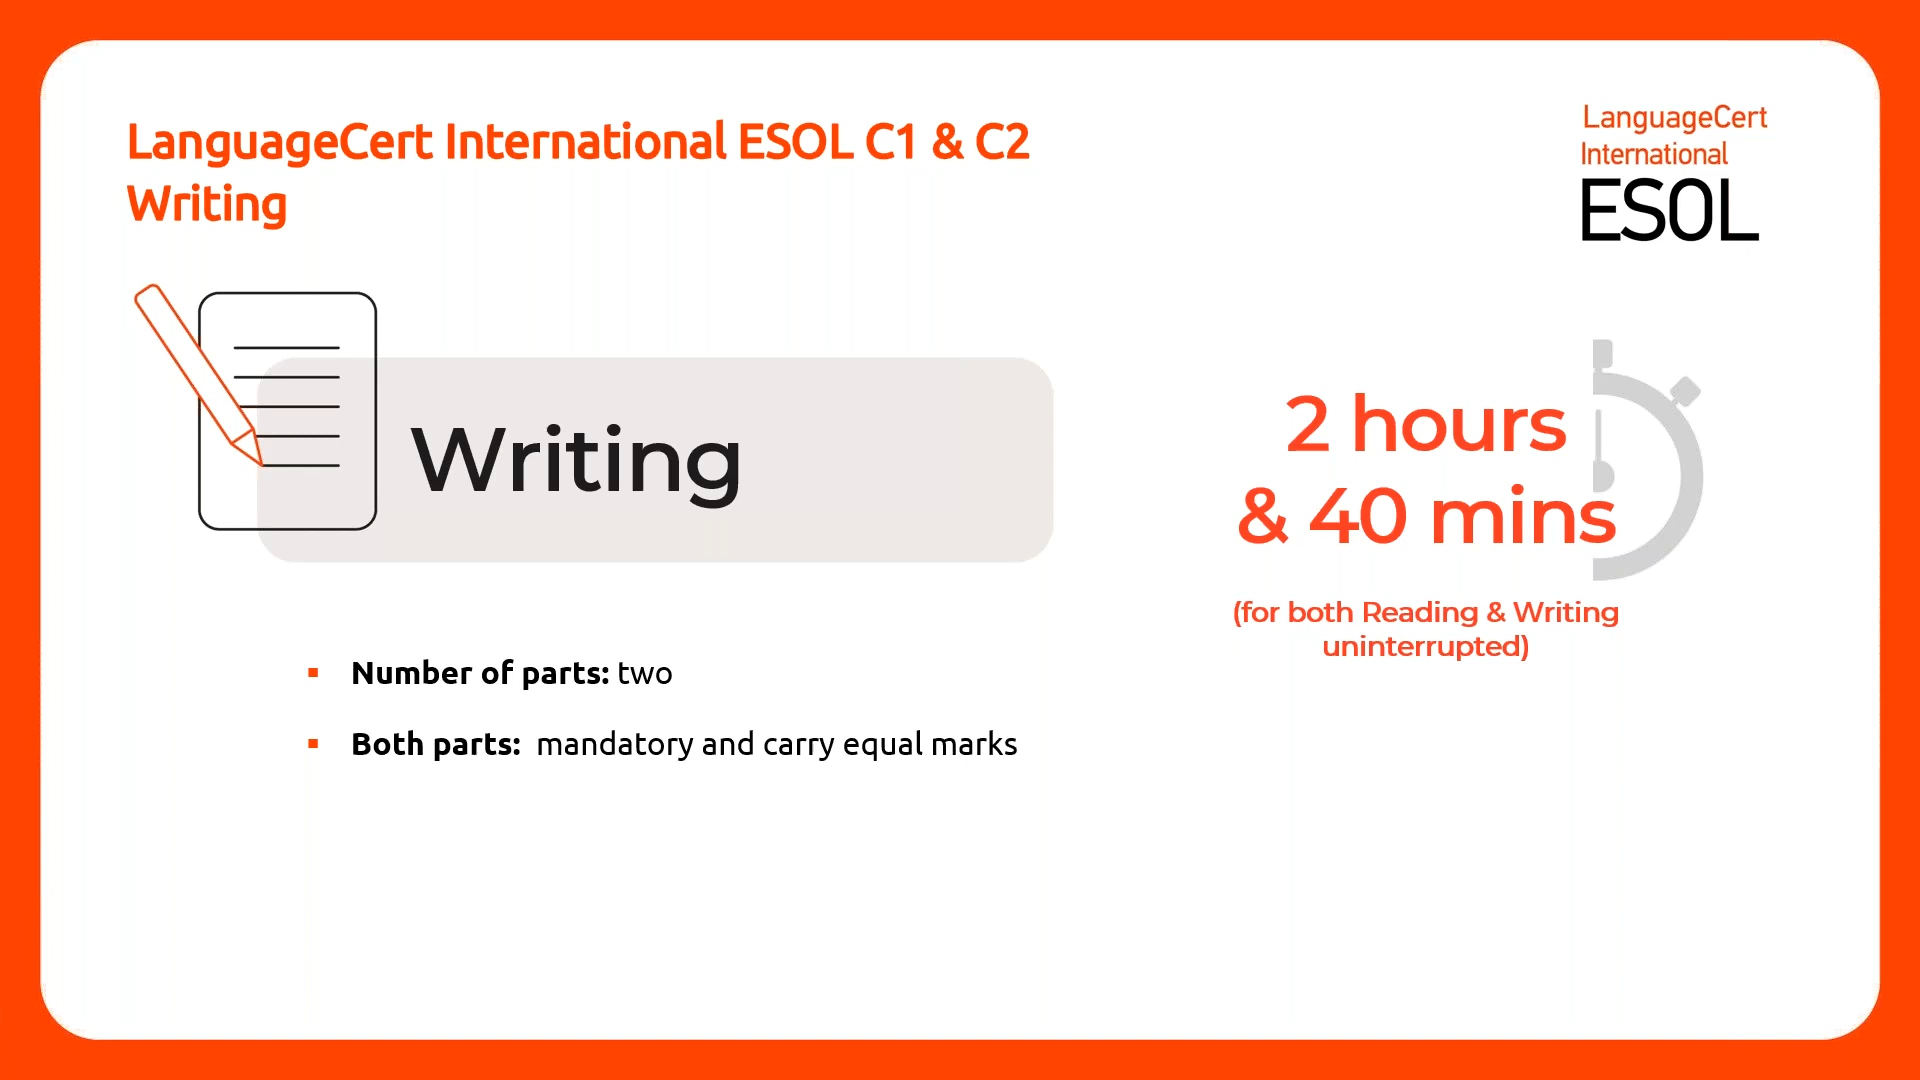 LanguageCert International ESOL C1 & C2
Writing
LanguageCert
International
ESOL
Writing
2 hours
& 40 mins
(for both Reading & Writing
uninterrupted)
▪ Number of parts: two
▪ Both parts: mandatory and carry equal marks